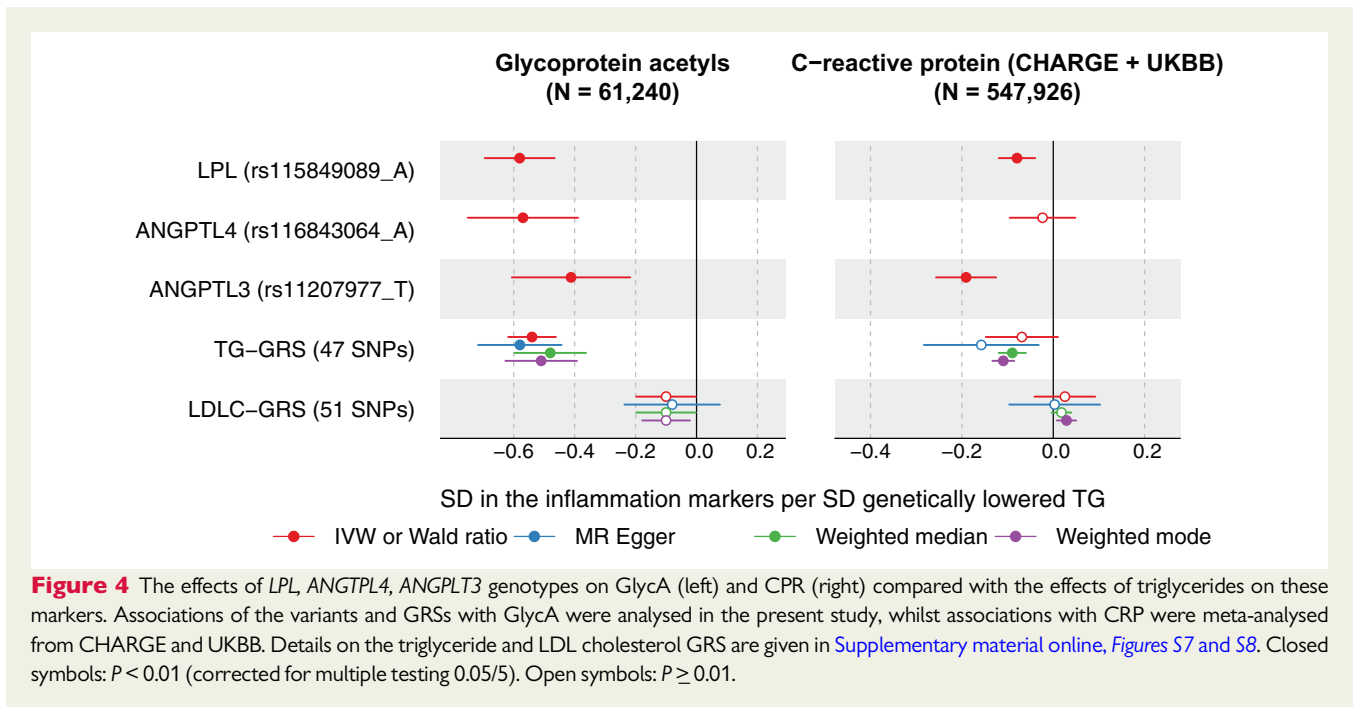 Glycoprotein acetyls
(N = 61,240)
C−reactive protein (CHARGE + UKBB)
(N = 547,926)
LPL (rs115849089_A)
ANGPTL4 (rs116843064_A)
ANGPTL3 (rs11207977_T)
TG−GRS (47 SNPs)
LDLC−GRS (51 SNPs)
−0.6 −0.4 −0.2 0.0 0.2
−0.4 −0.2 0.0 0.2
SD in the inflammation markers per SD genetically lowered TG
IVW or Wald ratio MR Egger Weighted median Weighted mode
Figure 4 The effects of LPL, ANGTPL4, ANGPLT3 genotypes on GlycA (left) and CPR (right) compared with the effects of triglycerides on these
markers. Associations of the variants and GRSs with GlycA were analysed in the present study, whilst associations with CRP were meta-analysed
from CHARGE and UKBB. Details on the triglyceride and LDL cholesterol GRS are given in Supplementary material online, Figures S7 and S8. Closed
symbols: P < 0.01 (corrected for multiple testing 0.05/5). Open symbols: P ≥ 0.01.